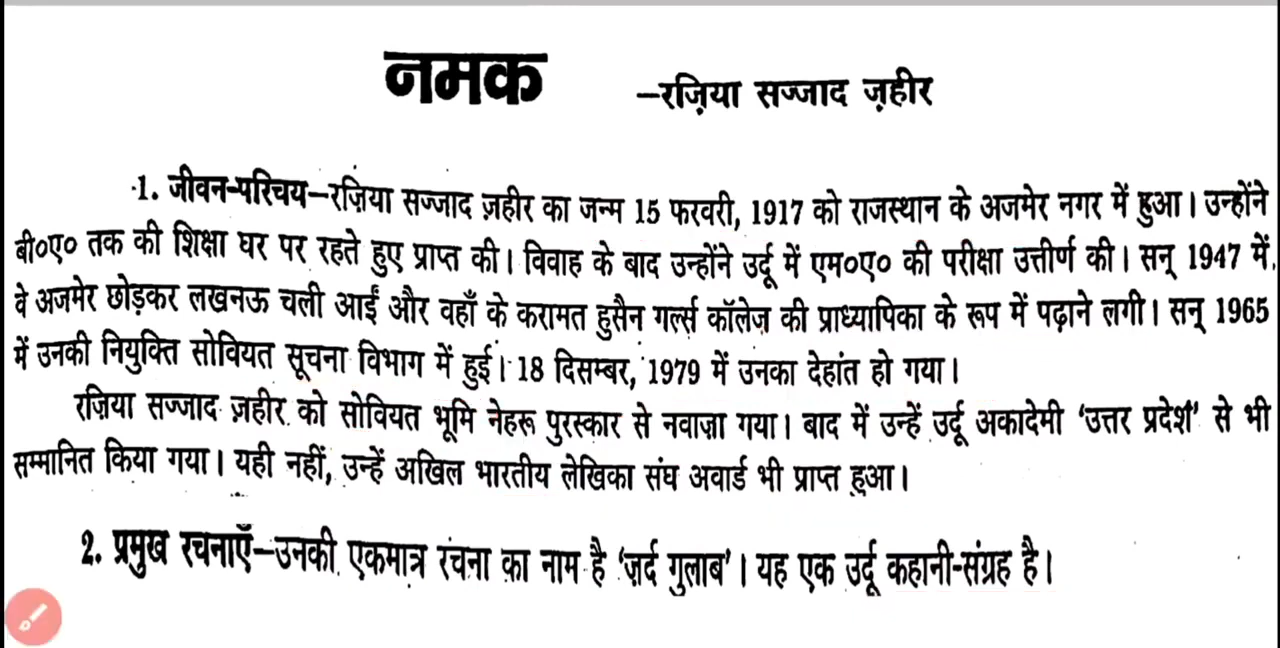 नमक
–रज़िया सज्जाद ज़हीर
1. जीवन-परिचय–रज़िया सज्जाद ज़हीर का जन्म 15 फरवरी, 1917 को राजस्थान के अजमेर नगर में हुआ। उन्होंने
बी०ए० तक की शिक्षा घर पर रहते हुए प्राप्त की। विवाह के बाद उन्होंने उर्दू में एम०ए० की परीक्षा उत्तीर्ण की। सन् 1947 में
वे अजमेर छोड़कर लखनऊ चली आईं और वहाँ के करामत हुसैन गर्ल्स कॉलेज़ की प्राध्यापिका के रूप में पढ़ाने लगी। सन् 1965
में उनकी नियुक्ति सोवियत सूचना विभाग में हुई। 18 दिसम्बर, 1979 में उनका देहांत हो गया।
रज़िया सज्जाद ज़हीर को सोवियत भूमि नेहरू पुरस्कार से नवाज़ा गया। बाद में उन्हें उर्दू अकादेमी ‘उत्तर प्रदेश’ से भी
सम्मानित किया गया। यही नहीं, उन्हें अखिल भारतीय लेखिका संघ अवार्ड भी प्राप्त हुआ।
2. प्रमुख रचनाएँ–उनकी एकमात्र रचना का नाम है ‘ज़र्द गुलाब’। यह एक उर्दू कहानी-संग्रह है।